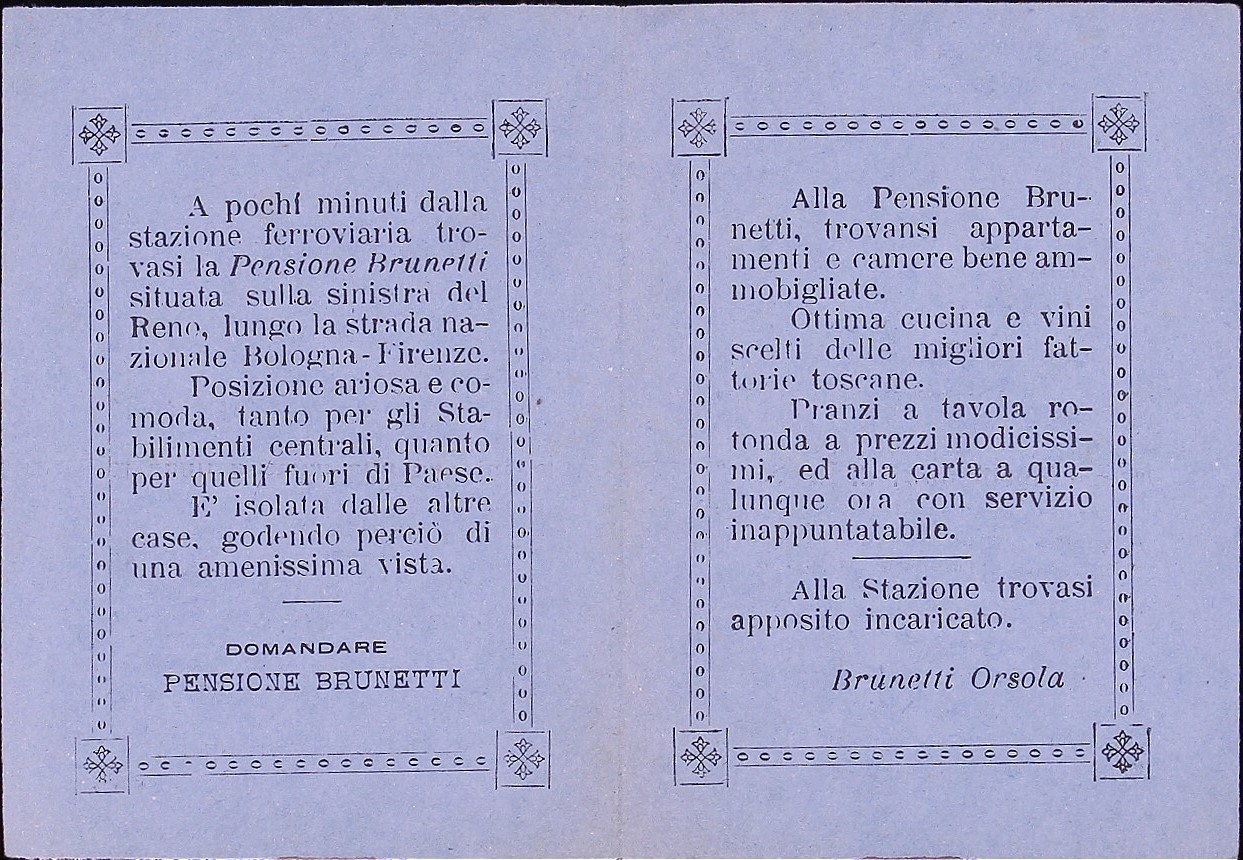 A pochi minuti dalla
stazione ferroviaria tro-
vasi la Pensione Brunetti
situata sulla sinistra del
Reno, lungo la strada na-
zionale Bologna-Firenze.
Posizione ariosa e co-
moda, tanto per gli Sta-
bilimenti centrali, quanto
per quelli fuori di Paese.
E' isolata dalle altre
case, godendo perciò di
una amenissima vista.
DOMANDARE
PENSIONE BRUNETTI
Alla Pensione Bru-
netti, trovansi apparta-
menti e camere bene am-
mobigliate.
Ottima cucina e vini
scelti delle migliori fat-
torie toscane.
Pranzi a tavola ro-
tonda a prezzi modicissi-
mi, ed alla carta a qua-
lunque ora con servizio
inappuntatabile.
Alla Stazione trovasi
apposito incaricato.
Brunetti Orsola